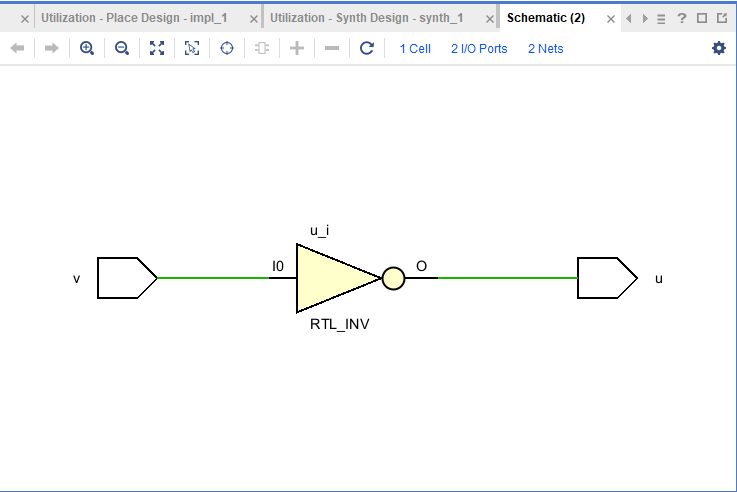 Utilization - Place Design - impl_1
Utilization - Synth Design - synth_1
Schematic (2)
?
1 Cell
2 I/O Ports
2 Nets
u_i
v
I0
O
u
RTL_INV